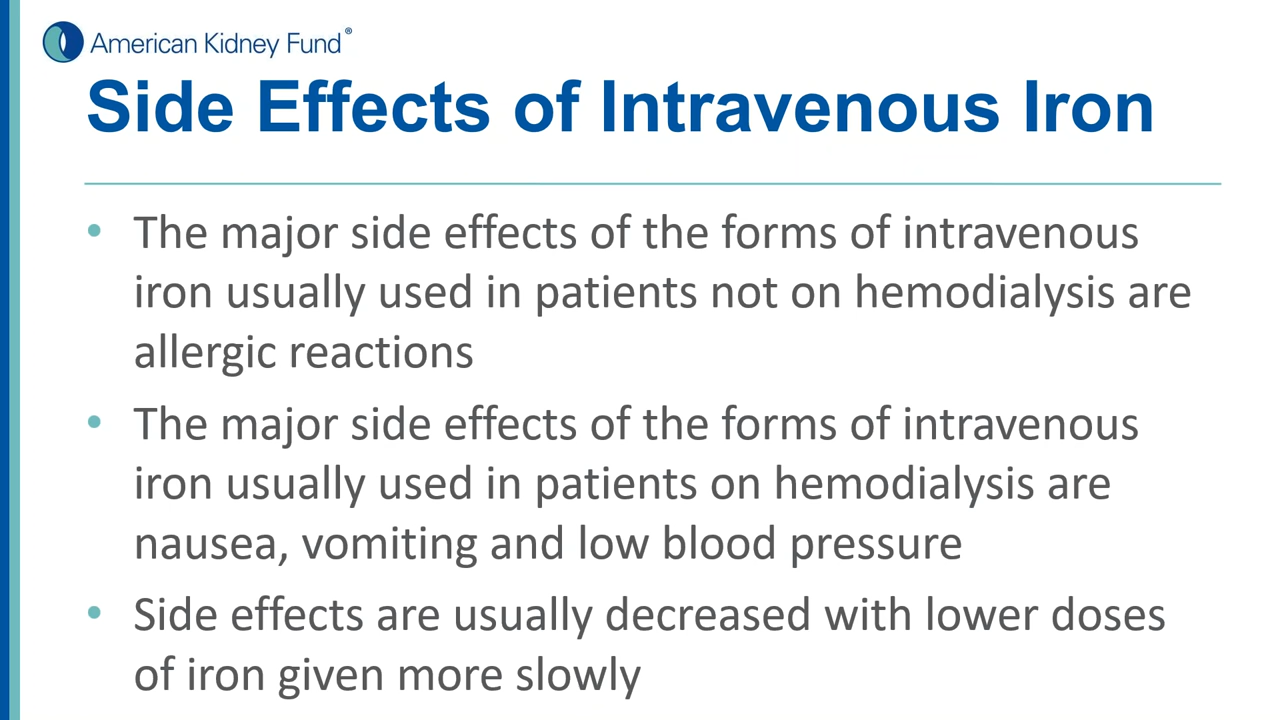 American Kidney Fund®
Side Effects of Intravenous Iron
• The major side effects of the forms of intravenous
iron usually used in patients not on hemodialysis are
allergic reactions
• The major side effects of the forms of intravenous
iron usually used in patients on hemodialysis are
nausea, vomiting and low blood pressure
• Side effects are usually decreased with lower doses
of iron given more slowly